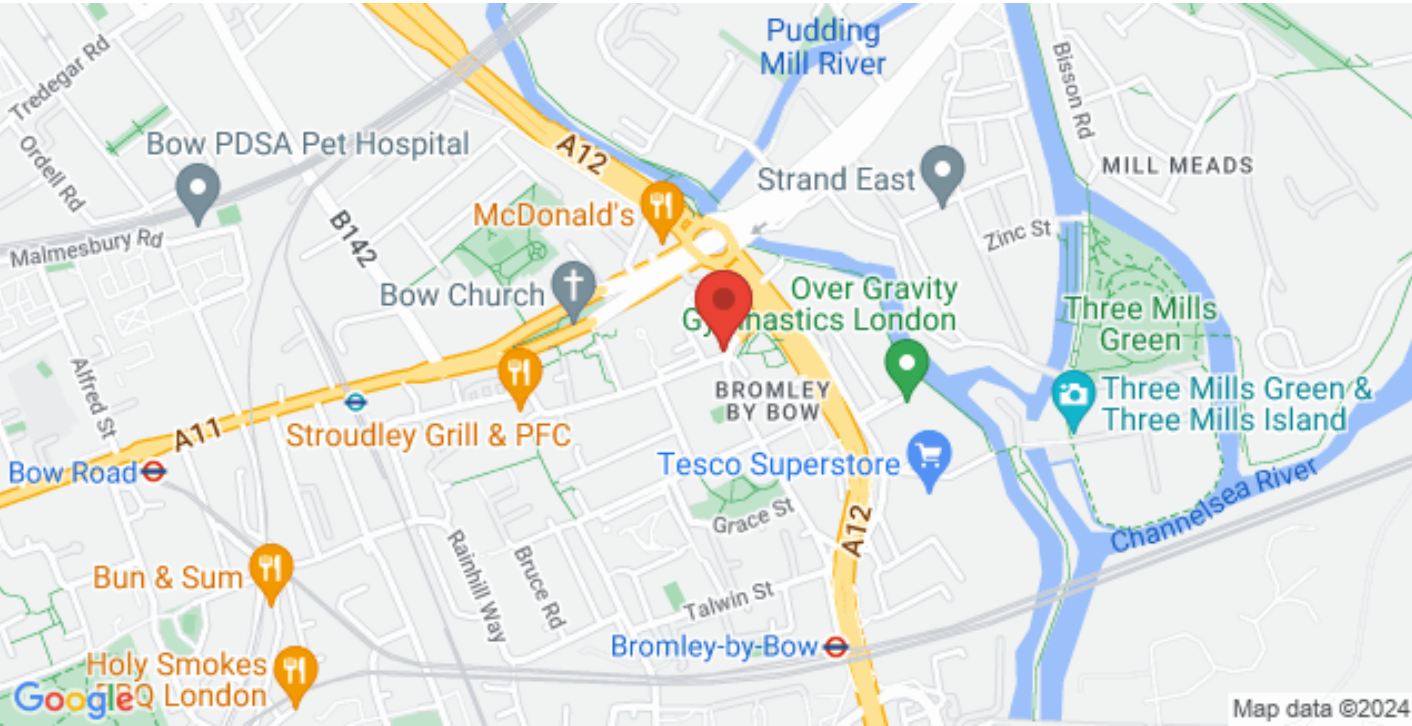 Pudding
Mill River
Tredegar Rd
Bisson Rd
Ordell Rd
Bow PDSA Pet Hospital
A12
MILL MEADS
Strand East
McDonald's
B142
Zinc St
Malmesbury Rd
Bow Church
Over Gravity
Gymnastics London
Three Mills
Green
BROMLEY
BY BOW
Three Mills Green &
Three Mills Island
Alfred St
A11
Stroudley Grill & PFC
Bow Road
Tesco Superstore
Channelsea River
Grace St
A12
Rainhill Way
Bruce Rd
Bun & Sum
Talwin St
Bromley-by-Bow
Holy Smokes
BBQ London
Google
Map data ©2024